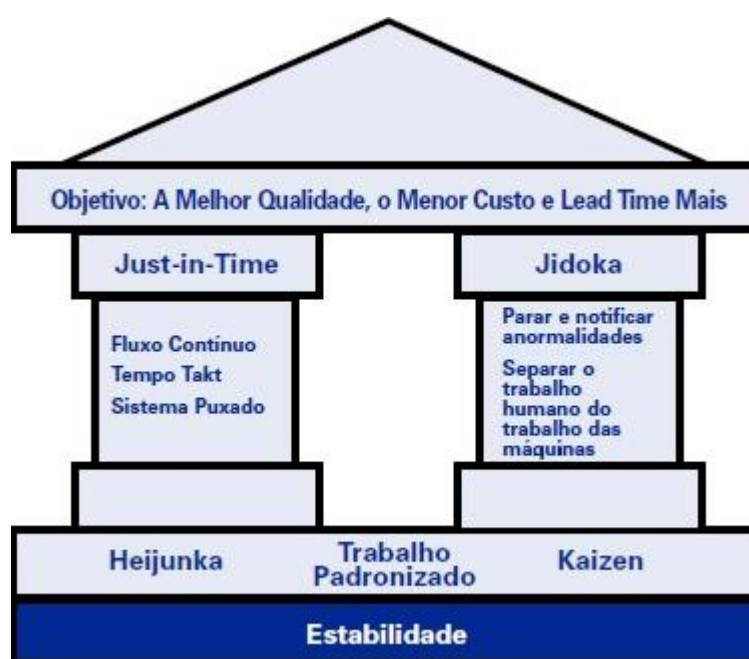 Objetivo: A Melhor Qualidade, o Menor Custo e Lead Time Mais
Just-in-Time
Fluxo Contínuo
Tempo Takt
Sistema Puxado
Jidoka
Parar e notificar
anormalidades
Separar o
trabalho
humano do
trabalho das
máquinas
Heijunka
Trabalho
Padronizado
Kaizen
Estabilidade